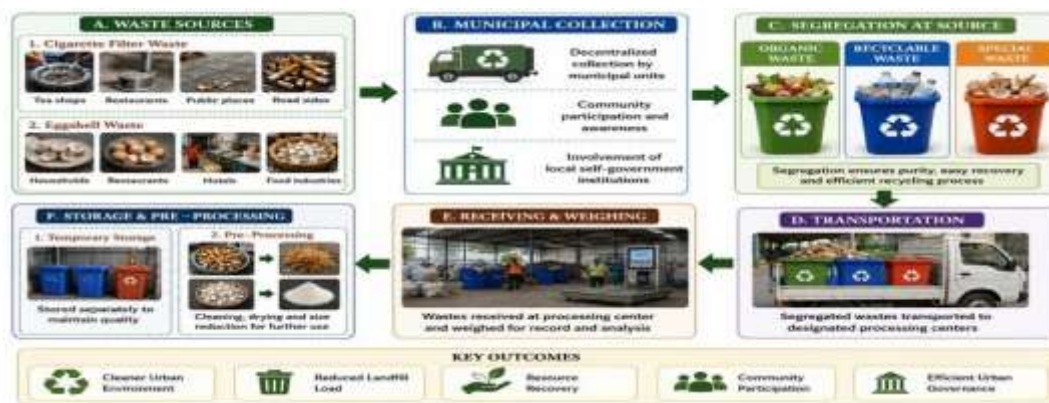 A. WASTE SOURCES
1. Cigarette Filter Waste
Tea shops
Restaurants
Public places
Road sides
2. Eggshell Waste
Households
Restaurants
Hotels
Food industries
B. MUNICIPAL COLLECTION
Decentralized
collection by
municipal units
Community
participation and
awareness
Involvement of
local self-government
institutions
C. SEGREGATION AT SOURCE
ORGANIC
WASTE
RECYCLABLE
WASTE
SPECIAL
WASTE
Segregation ensures purity, easy recovery
and efficient recycling process
D. TRANSPORTATION
Segregated wastes transported to
designated processing centers
E. RECEIVING & WEIGHING
Wastes received at processing center
and weighed for record and analysis
F. STORAGE & PRE - PROCESSING
1. Temporary Storage
Stored separately to
maintain quality
2. Pre-Processing
Cleaning, drying and size
reduction for further use
KEY OUTCOMES
Cleaner Urban
Environment
Reduced Landfill
Load
Resource
Recovery
Community
Participation
Efficient Urban
Governance